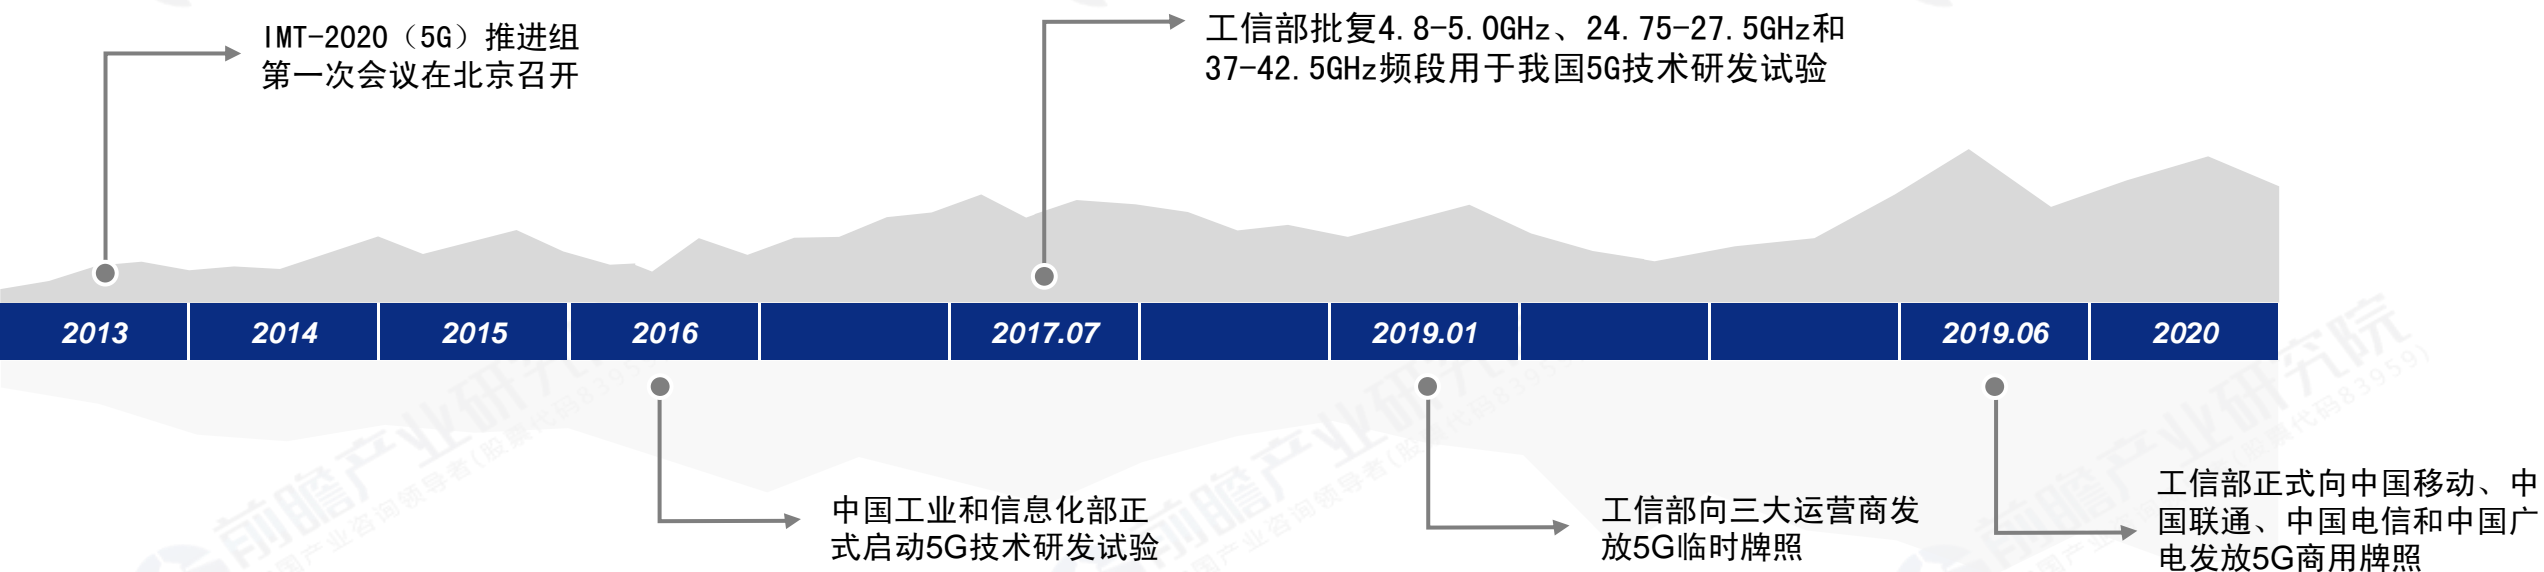 IMT-2020（5G）推进组
第一次会议在北京召开
工信部批复4.8-5.0GHz、24.75-27.5GHz和
37-42.5GHz频段用于我国5G技术研发试验
2013
2014
2015
2016
2017.07
2019.01
2019.06
2020
中国工业和信息化部正
式启动5G技术研发试验
工信部向三大运营商发
放5G临时牌照
工信部正式向中国移动、中
国联通、中国电信和中国广
电发放5G商用牌照
前瞻产业研究院